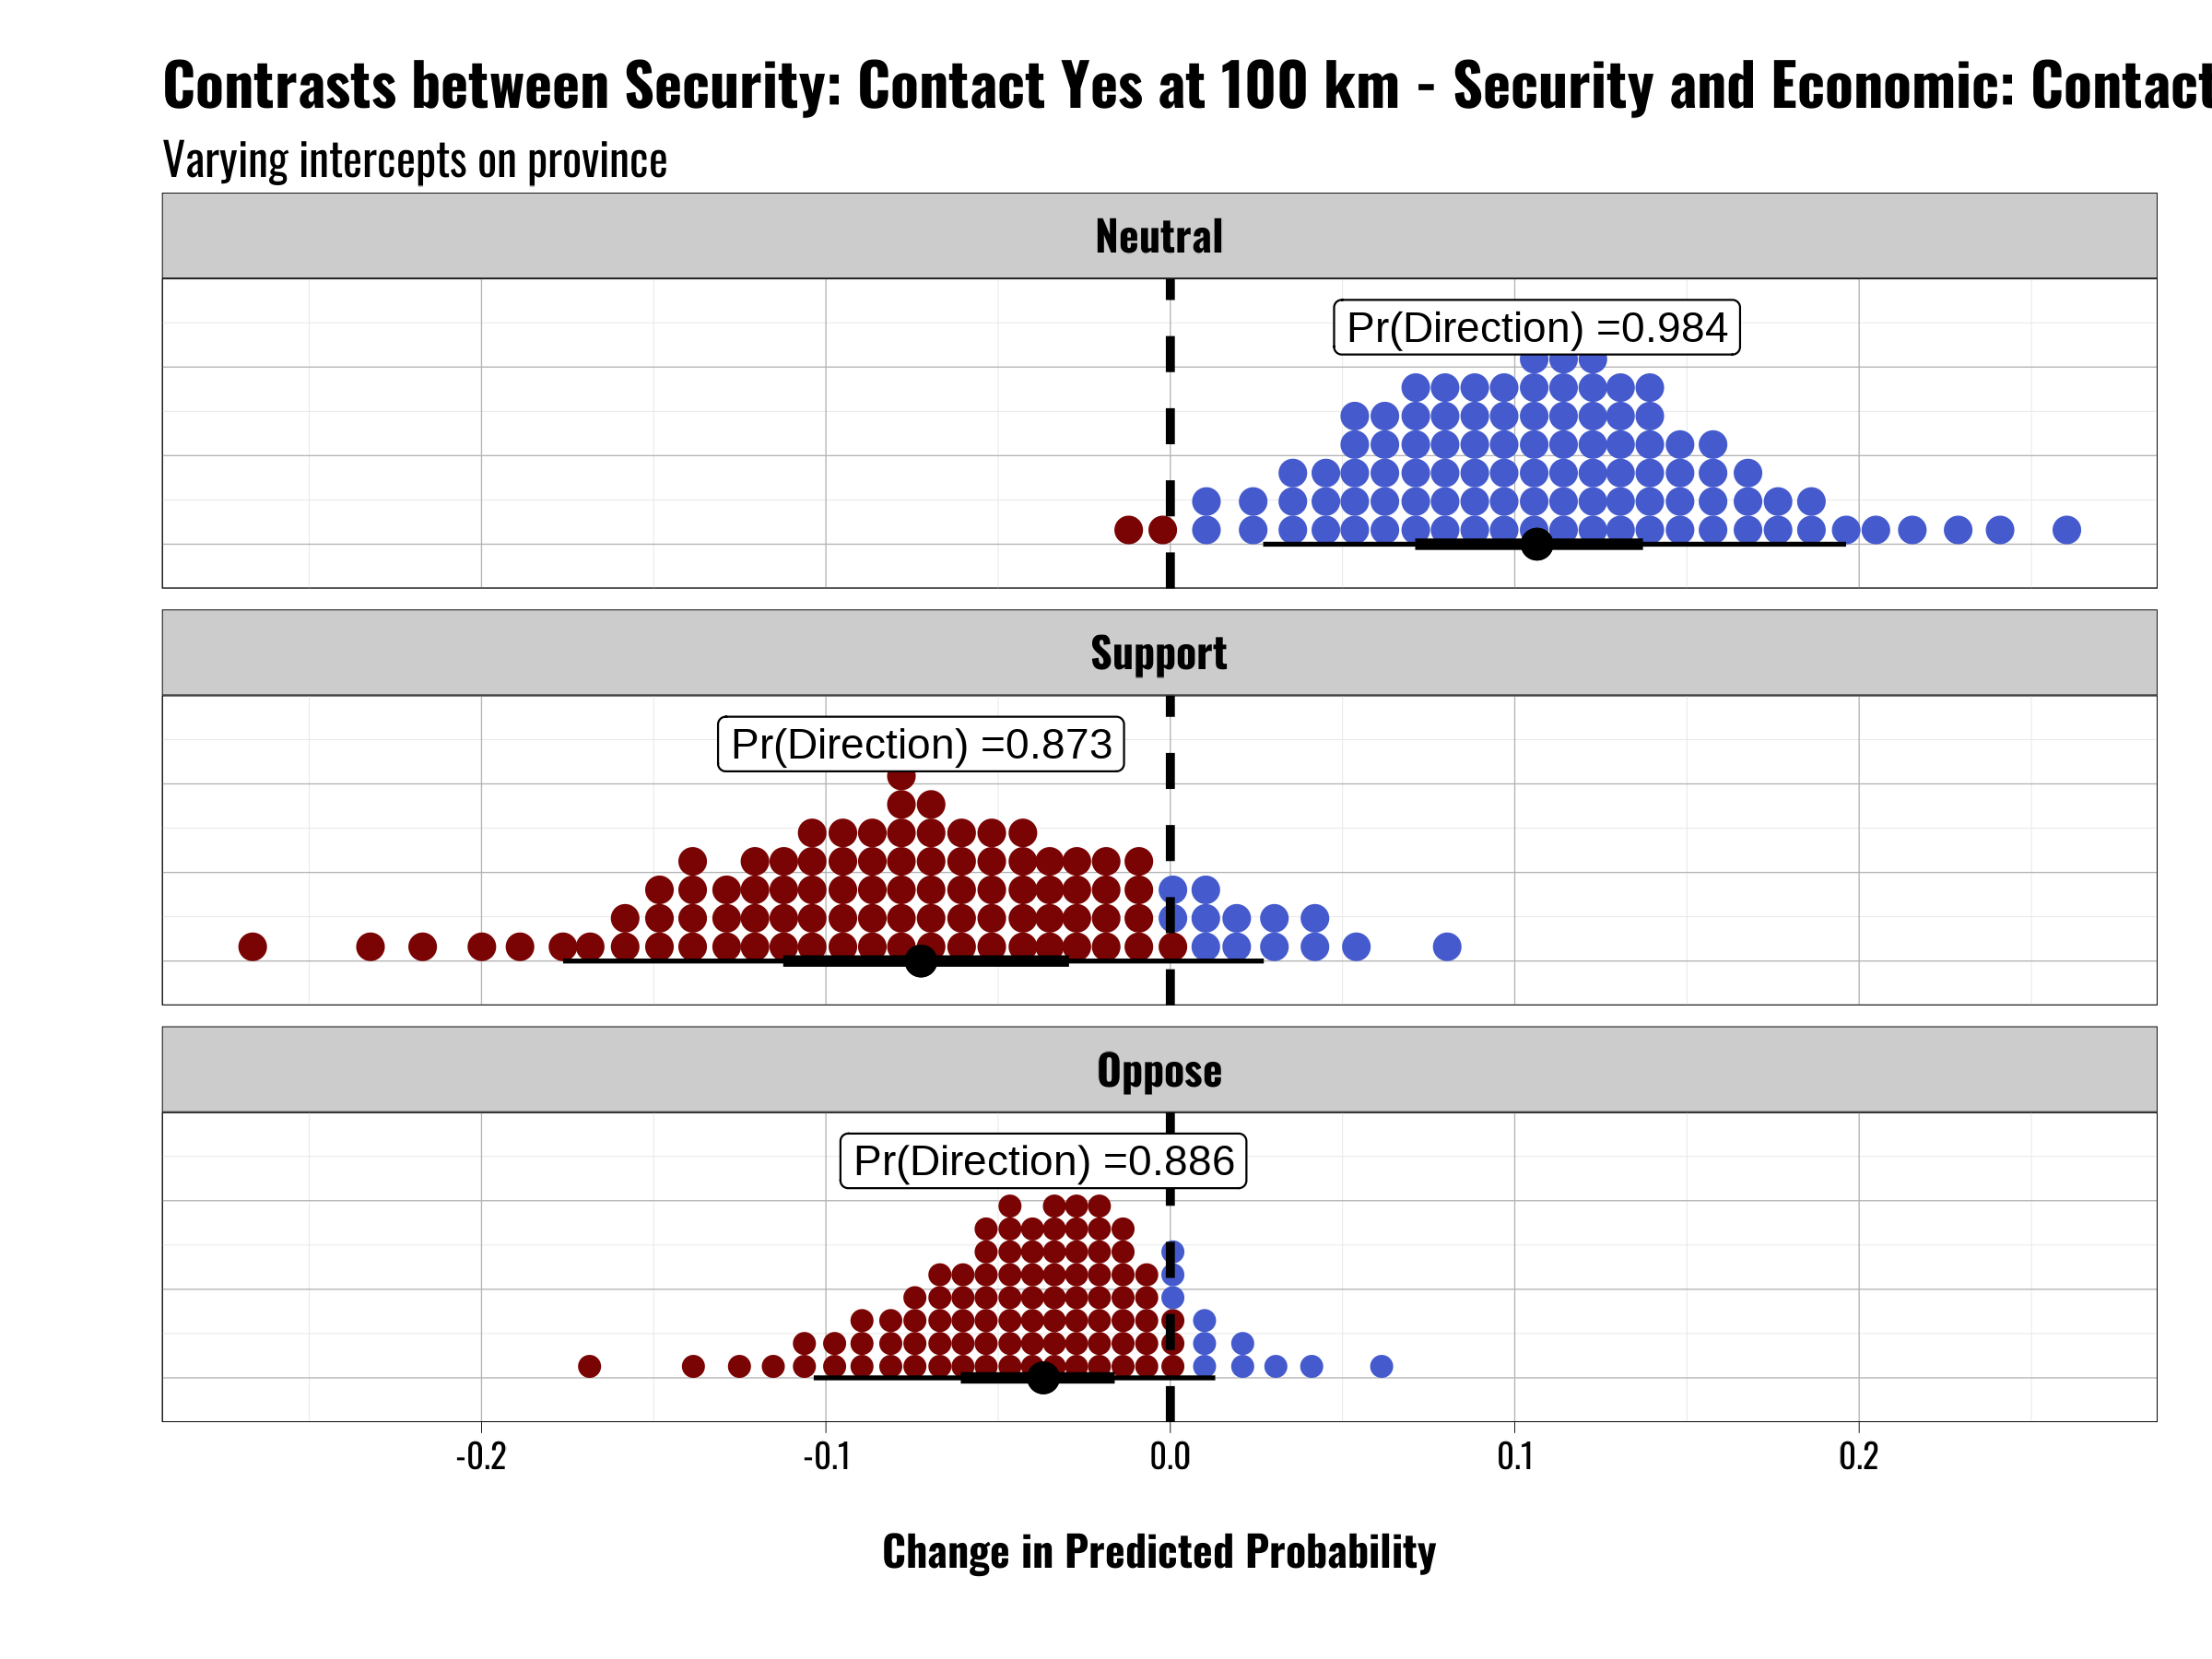 Contrasts between Security: Contact Yes at 100 km - Security and Economic: Contact
Varying intercepts on province
Neutral
Pr(Direction) =0.984
Support
Pr(Direction) =0.873
Oppose
Pr(Direction) =0.886
-0.2 -0.1 0.0 0.1 0.2
Change in Predicted Probability